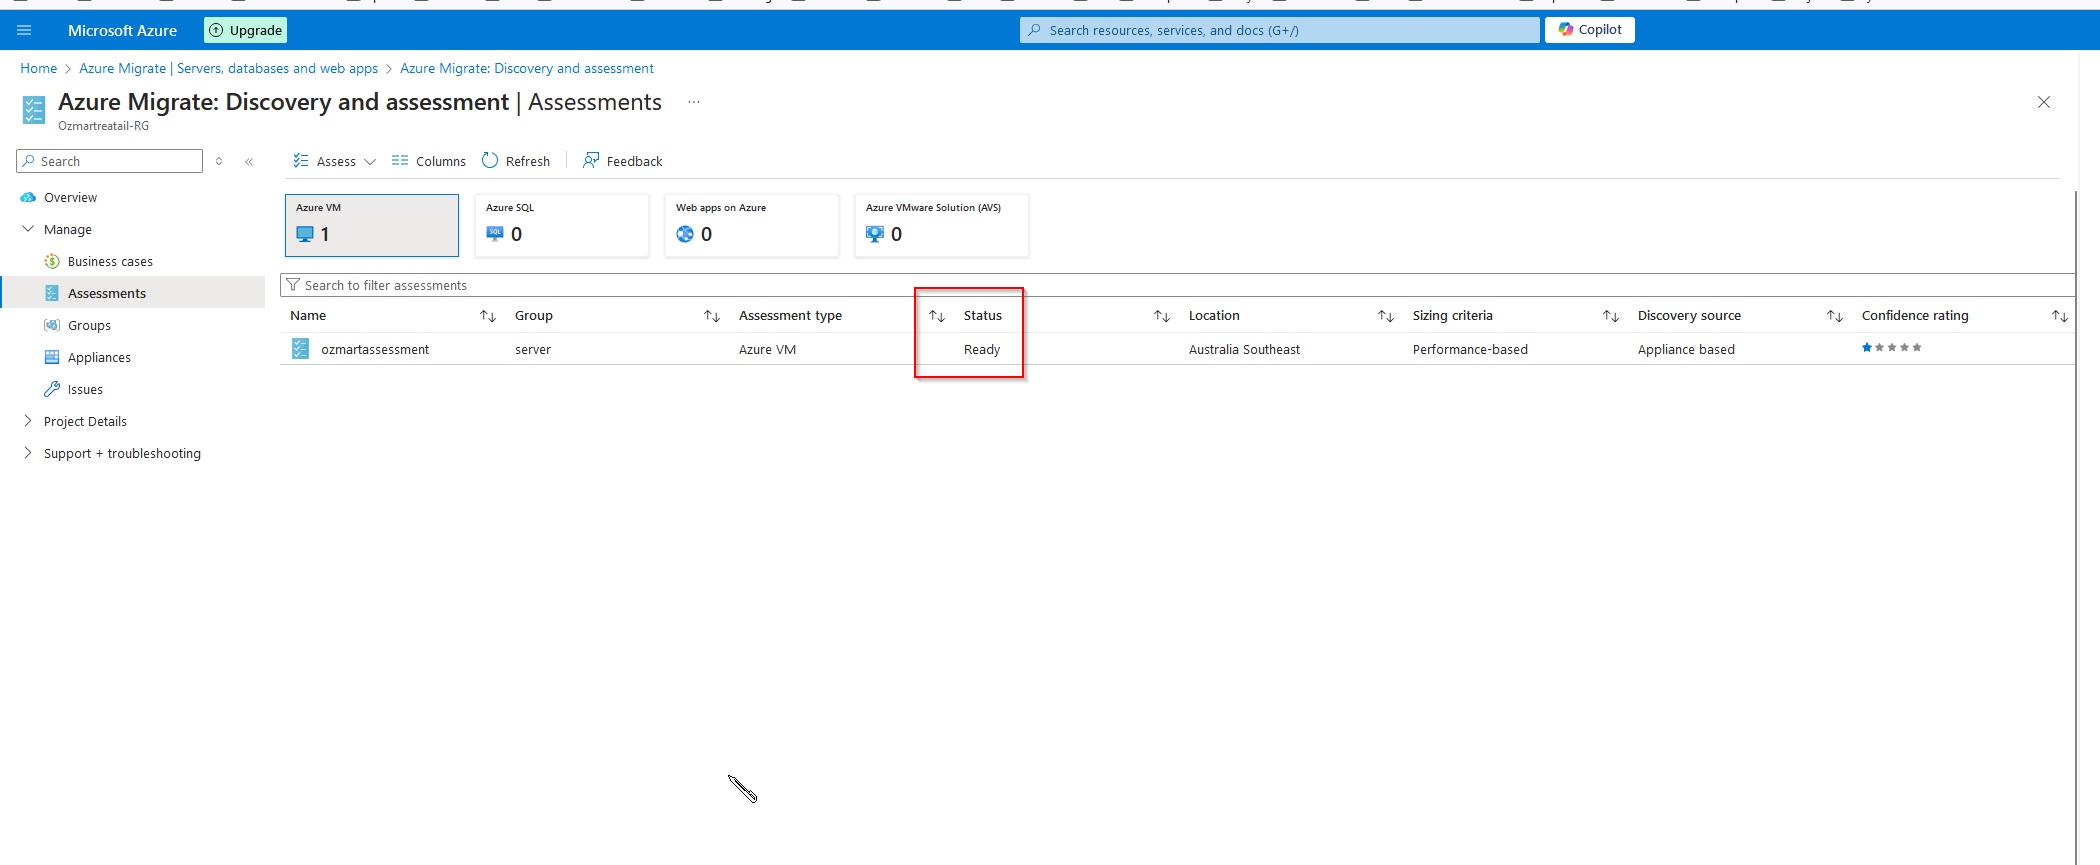 Microsoft Azure
Upgrade
Search resources, services, and docs (G+/)
Copilot
Home > Azure Migrate | Servers, databases and web apps > Azure Migrate: Discovery and assessment
Azure Migrate: Discovery and assessment | Assessments ...
Ozmartreatail-RG
Search
Assess
Columns
Refresh
Feedback
Overview
Manage
Business cases
Assessments
Groups
Appliances
Issues
Project Details
Support + troubleshooting
Azure VM
1
Azure SQL
SQL
0
Web apps on Azure
0
Azure VMware Solution (AVS)
0
Search to filter assessments
Name Group Assessment type Status Location Sizing criteria Discovery source Confidence rating
ozmartassessment server Azure VM Ready Australia Southeast Performance-based Appliance based